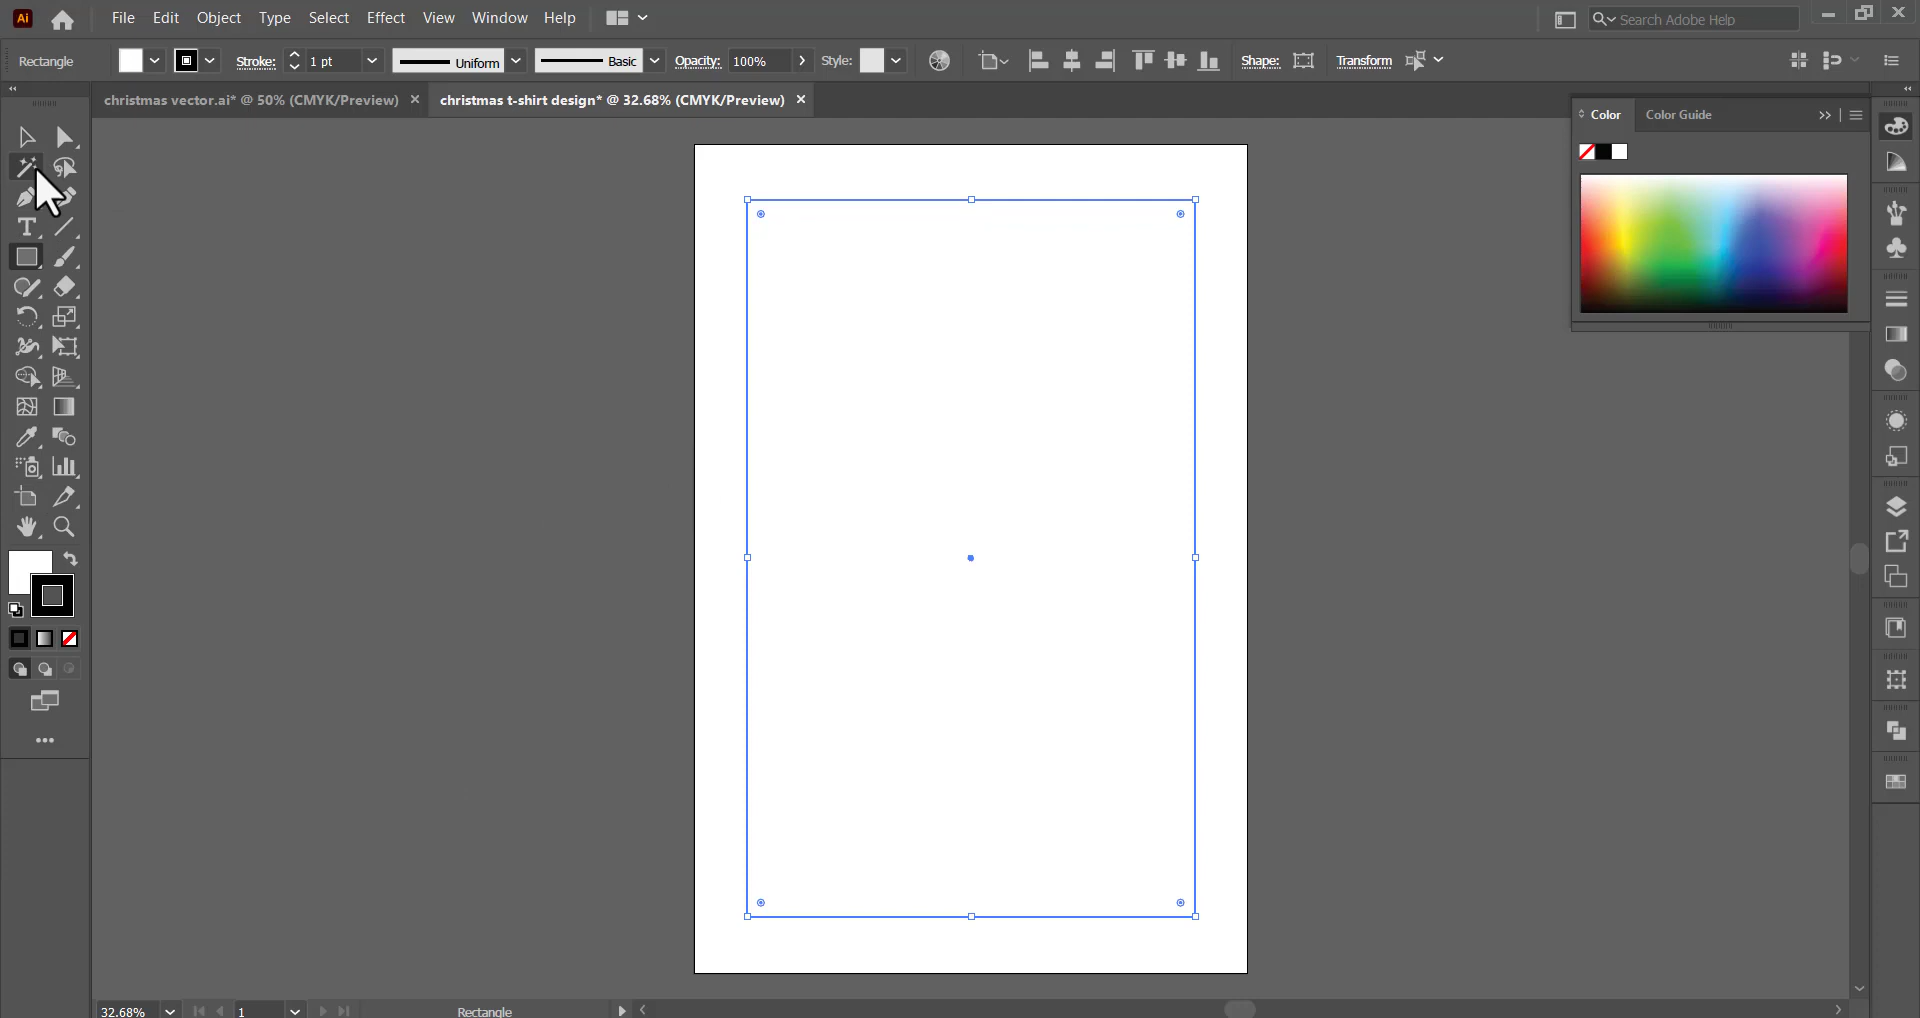 Ai File Edit Object Type Select Effect View Window Help Search Adobe Help
Rectangle Stroke: 1 pt Uniform Basic Opacity: 100% Style: Shape: Transform
christmas vector.ai* @ 50% (CMYK/Preview) christmas t-shirt design* @ 32.68% (CMYK/Preview)
Color Color Guide
32.68% 1 Rectangle